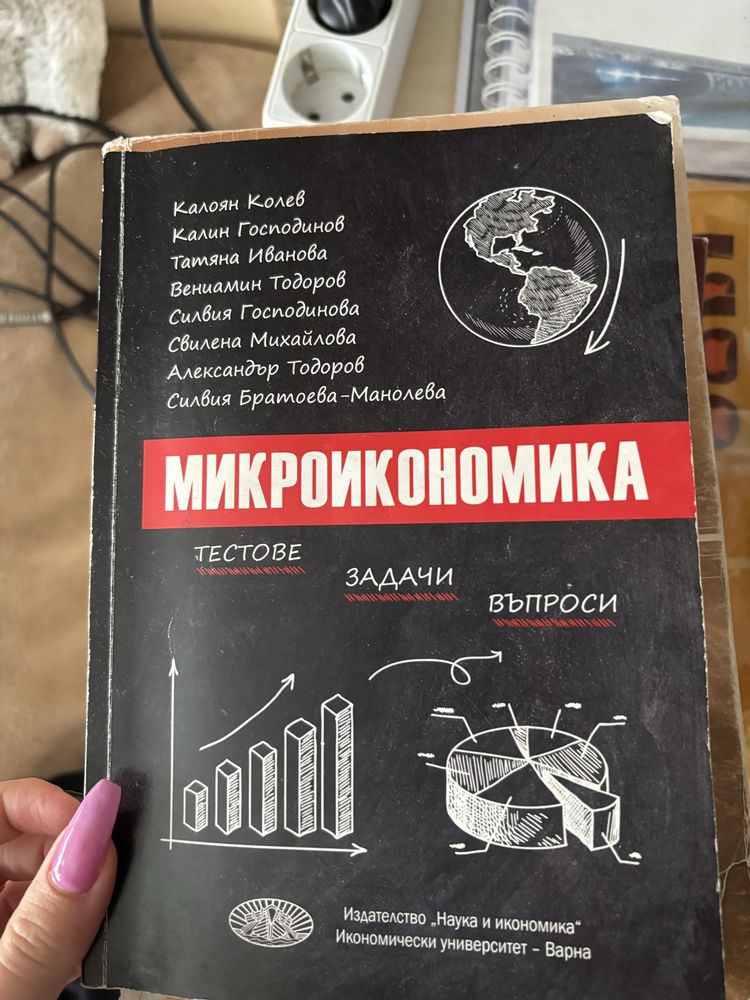 Калоян Колев
Калин Господинов
Татяна Иванова
Вениамин Тодоров
Силвия Господинова
Свилена Михайлова
Александър Тодоров
Силвия Братоева-Манолева
МИКРОИКОНОМИКА
ТЕСТОВЕ
ЗАДАЧИ
ВЪПРОСИ
Издателство „Наука и икономика“
Икономически университет – Варна